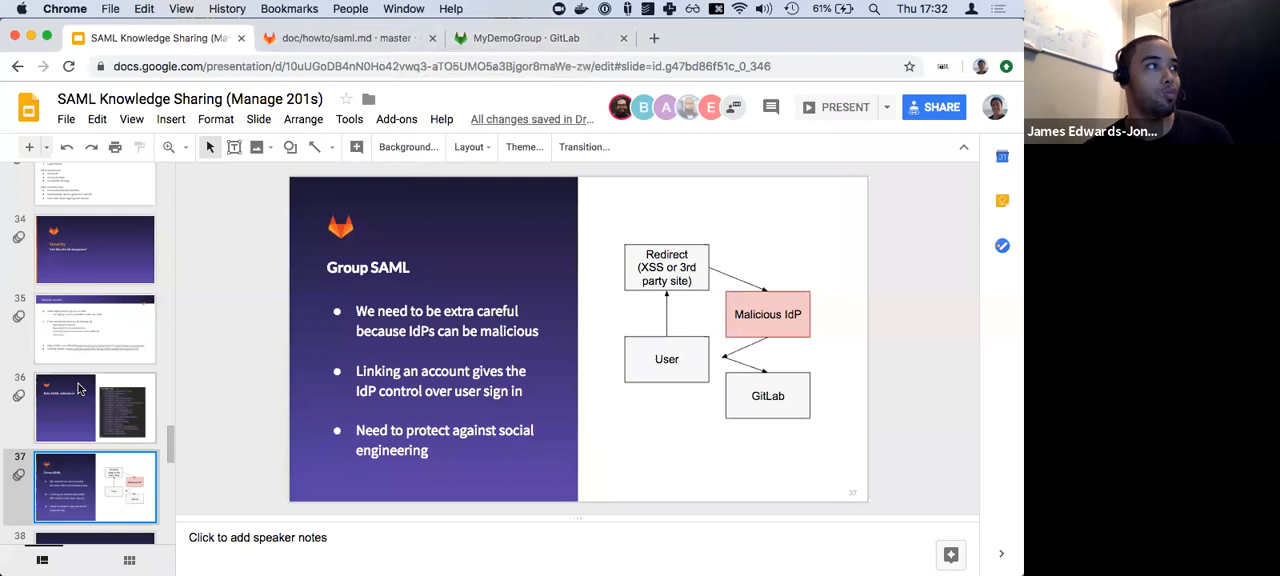 Chrome File Edit View History Bookmarks People Window Help 61% Thu 17:32
SAML Knowledge Sharing (Ma
doc/howto/saml.md · master ·
MyDemoGroup · GitLab
docs.google.com/presentation/d/10uUGoDB4nN0Ho42vwq3-aTOSUMO5a3Bjgor8maWe-zw/edit#slide=id.g47bd86f51c_0_346
SAML Knowledge Sharing (Manage 201s)
B A E
PRESENT
SHARE
File Edit View Insert Format Slide Arrange Tools Add-ons Help All changes saved in Dr...
Background... Layout Theme... Transition...
34
Security
35
36
37
Group SAML
38
Group SAML
● We need to be extra careful
because IdPs can be malicious
● Linking an account gives the
IdP control over user sign in
● Need to protect against social
engineering
Redirect
(XSS or 3rd
party site)
Malicious IdP
User
GitLab
37
Click to add speaker notes
31
James Edwards-Jon...